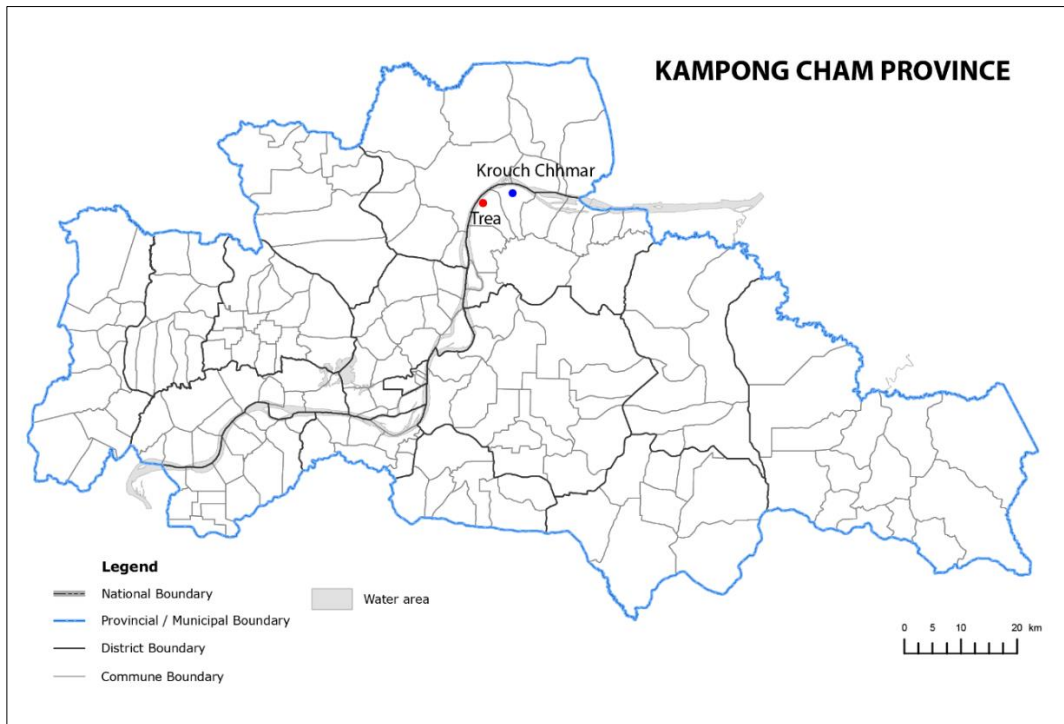 KAMPONG CHAM PROVINCE
Krouch Chhmar
Trea
Legend
National Boundary
Water area
Provincial / Municipal Boundary
District Boundary
Commune Boundary
0 5 10 20 km